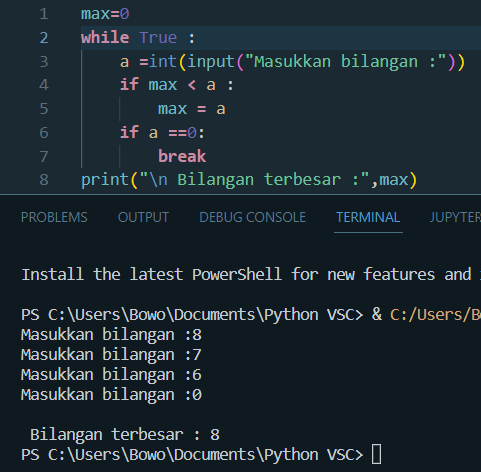 1 max=0
2 while True :
3 a =int(input("Masukkan bilangan :"))
4 if max < a :
5 max = a
6 if a ==0:
7 break
8 print("\n Bilangan terbesar :",max)
PROBLEMS OUTPUT DEBUG CONSOLE TERMINAL JUPYTER
Install the latest PowerShell for new features and
PS C:\Users\Bowo\Documents\Python VSC> & C:/Users/B
Masukkan bilangan :8
Masukkan bilangan :7
Masukkan bilangan :6
Masukkan bilangan :0
Bilangan terbesar : 8
PS C:\Users\Bowo\Documents\Python VSC>